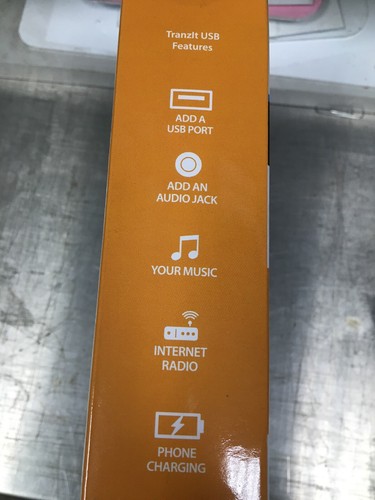 TranzIt USB
Features
ADD A
USB PORT
ADD AN
AUDIO JACK
YOUR MUSIC
INTERNET
RADIO
PHONE
CHARGING